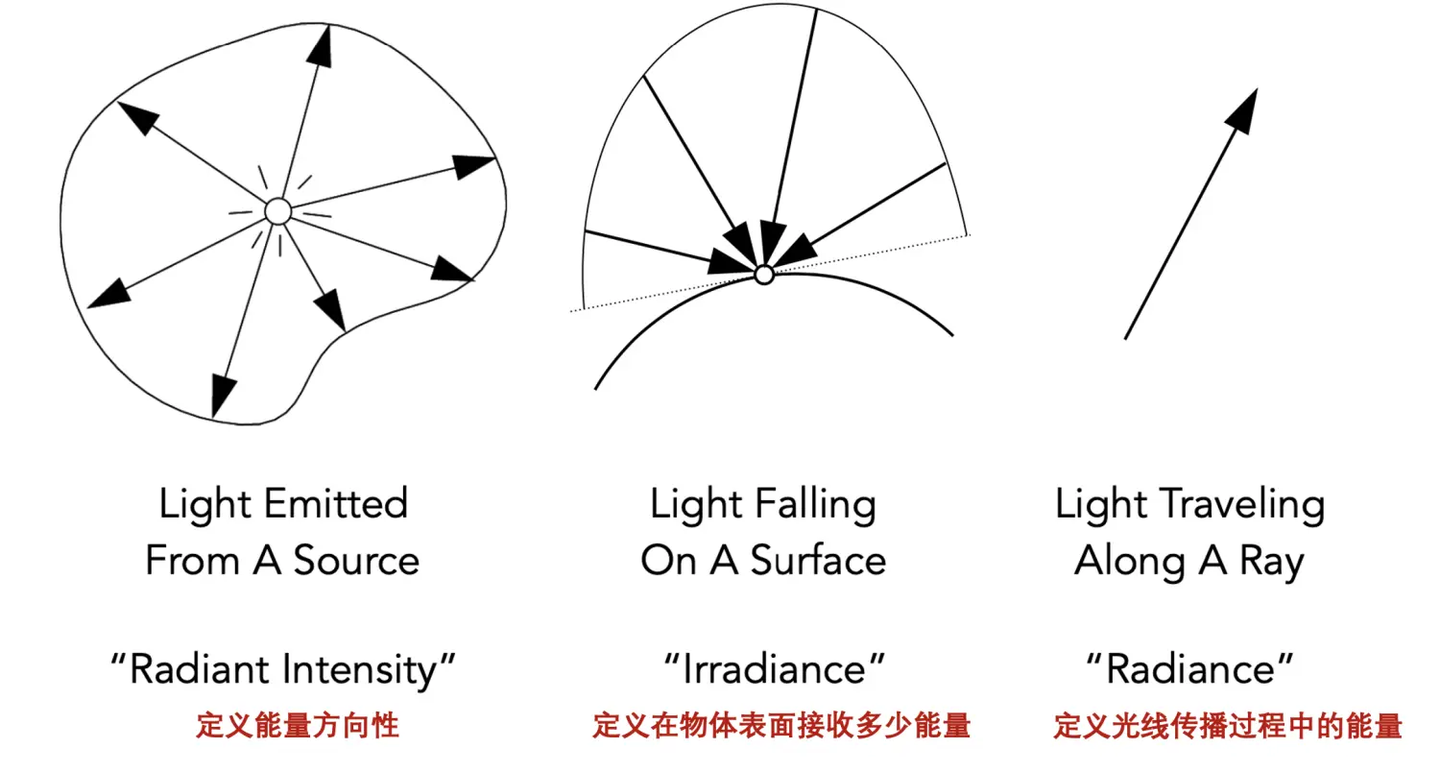 Light Emitted
From A Source
“Radiant Intensity”
定义能量方向性
Light Falling
On A Surface
“Irradiance”
定义在物体表面接收多少能量
Light Traveling
Along A Ray
“Radiance”
定义光线传播过程中的能量